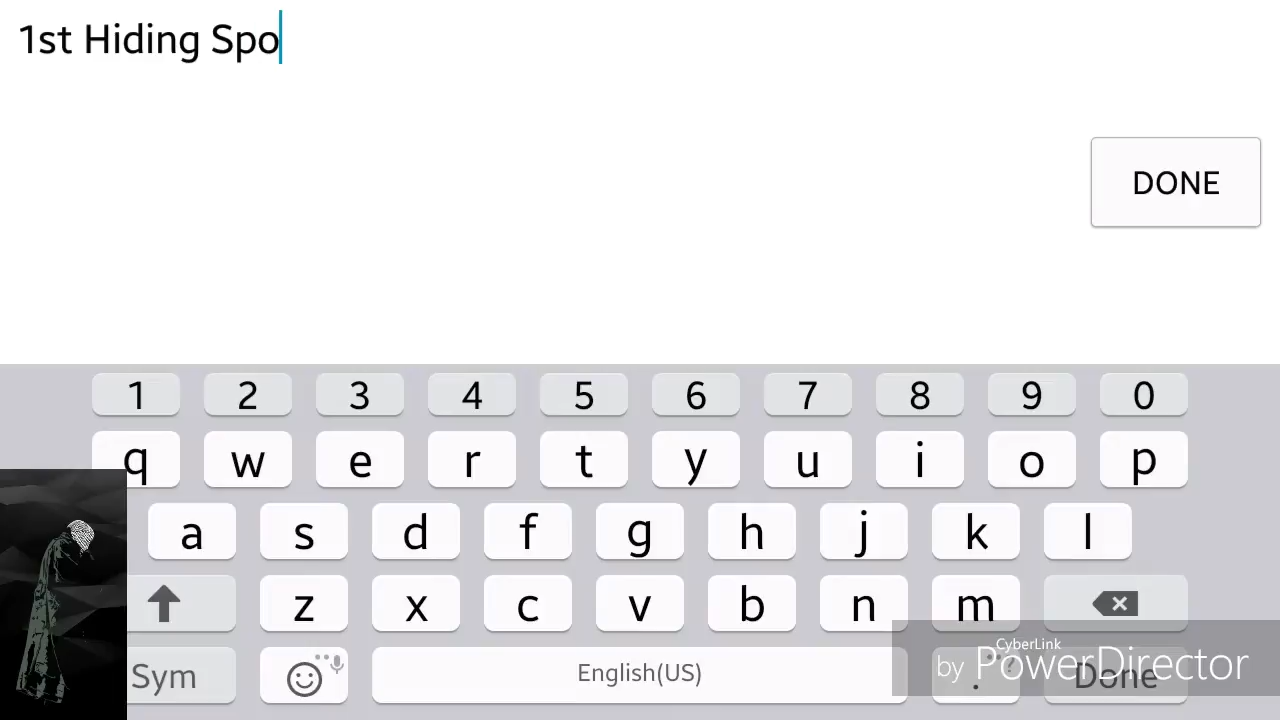 1st Hiding Spo
DONE
1 2 3 4 5 6 7 8 9 0
q w e r t y u i o p
a s d f g h j k l
z x c v b n m
Sym English(US) . ? Done
CyberLink
by PowerDirector